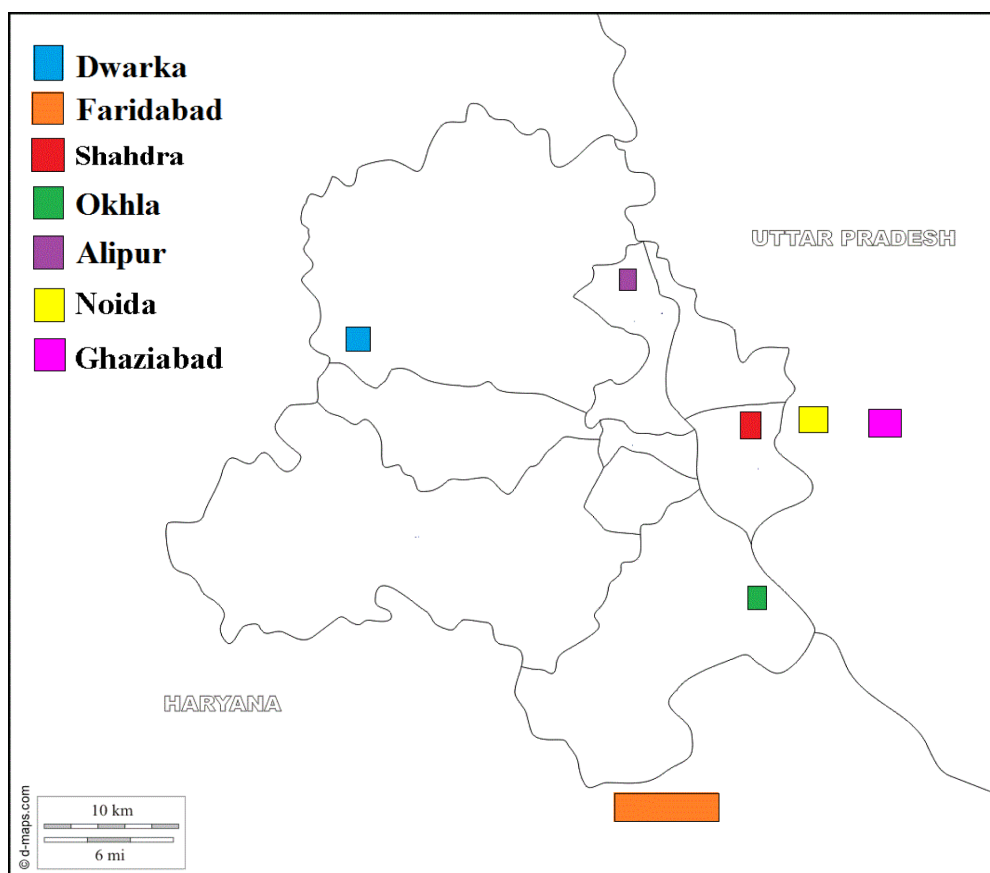 Dwarka
Faridabad
Shahdra
Okhla
Alipur
Noida
Ghaziabad
UTTAR PRADESH
HARYANA
10 km
6 mi
© d-maps.com